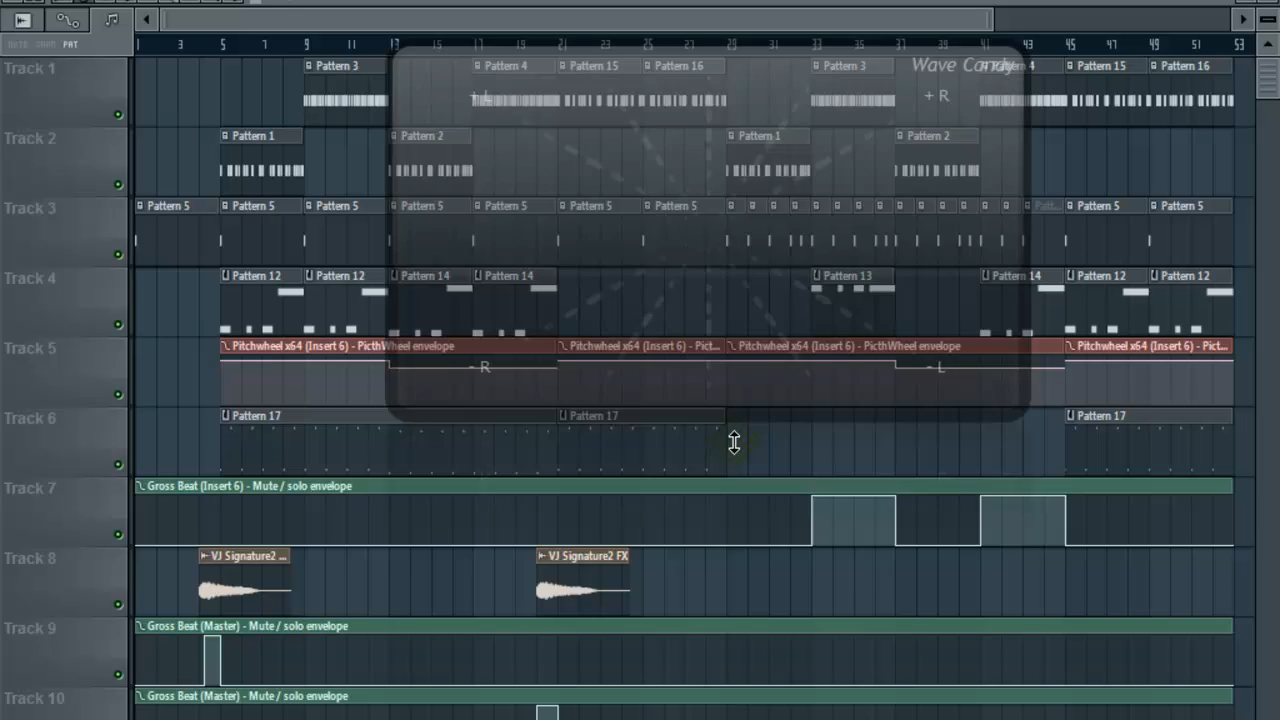 NOTE CHAN PAT
1 3 5 7 9 11 13 15 17 19 21 23 25 27 29 31 33 35 37 39 41 43 45 47 49 51 53
Track 1 Pattern 3 Pattern 4 Pattern 15 Pattern 16 Pattern 3 Wave Candy Pattern 4 Pattern 15 Pattern 16
+ L + R
Track 2 Pattern 1 Pattern 2 Pattern 1 Pattern 2
Track 3 Pattern 5 Pattern 5 Pattern 5 Pattern 5 Pattern 5 Pattern 5 Pattern 5 Patt... Pattern 5 Pattern 5
Track 4 Pattern 12 Pattern 12 Pattern 14 Pattern 14 Pattern 13 Pattern 14 Pattern 12 Pattern 12
Track 5 Pitchwheel x64 (Insert 6) - PicthWheel envelope Pitchwheel x64 (Insert 6) - Pict... Pitchwheel x64 (Insert 6) - PicthWheel envelope Pitchwheel x64 (Insert 6) - Pict...
- R - L
Track 6 Pattern 17 Pattern 17 Pattern 17
Track 7 Gross Beat (Insert 6) - Mute / solo envelope
Track 8 VJ Signature2 ... VJ Signature2 FX
Track 9 Gross Beat (Master) - Mute / solo envelope
Track 10 Gross Beat (Master) - Mute / solo envelope